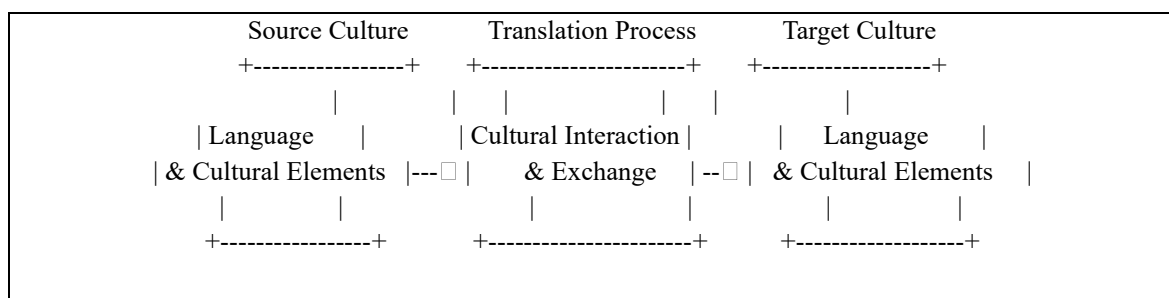 Source Culture Translation Process Target Culture
+-----------------+ +-----------------------+ +-------------------+
| | | | | |
| Language | | Cultural Interaction | | Language |
| & Cultural Elements |---□ | & Exchange | --□ | & Cultural Elements |
| | | | | |
+-----------------+ +-----------------------+ +-------------------+